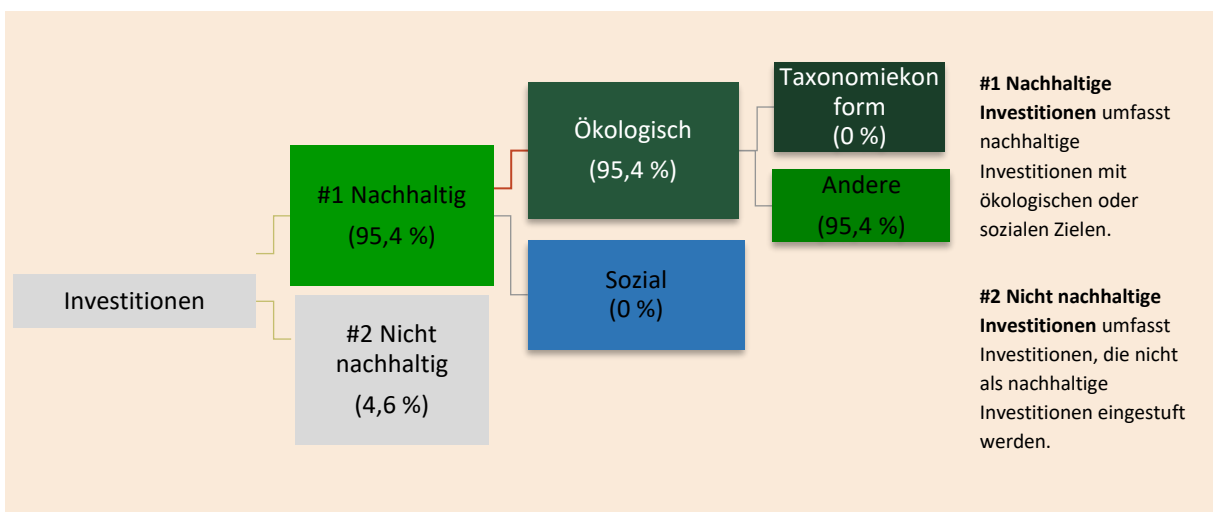 Investitionen
#1 Nachhaltig
(95,4 %)
#2 Nicht
nachhaltig
(4,6 %)
Ökologisch
(95,4 %)
Sozial
(0 %)
Taxonomiekon
form
(0 %)
Andere
(95,4 %)
#1 Nachhaltige
Investitionen umfasst
nachhaltige
Investitionen mit
ökologischen oder
sozialen Zielen.
#2 Nicht nachhaltige
Investitionen umfasst
Investitionen, die nicht
als nachhaltige
Investitionen eingestuft
werden.